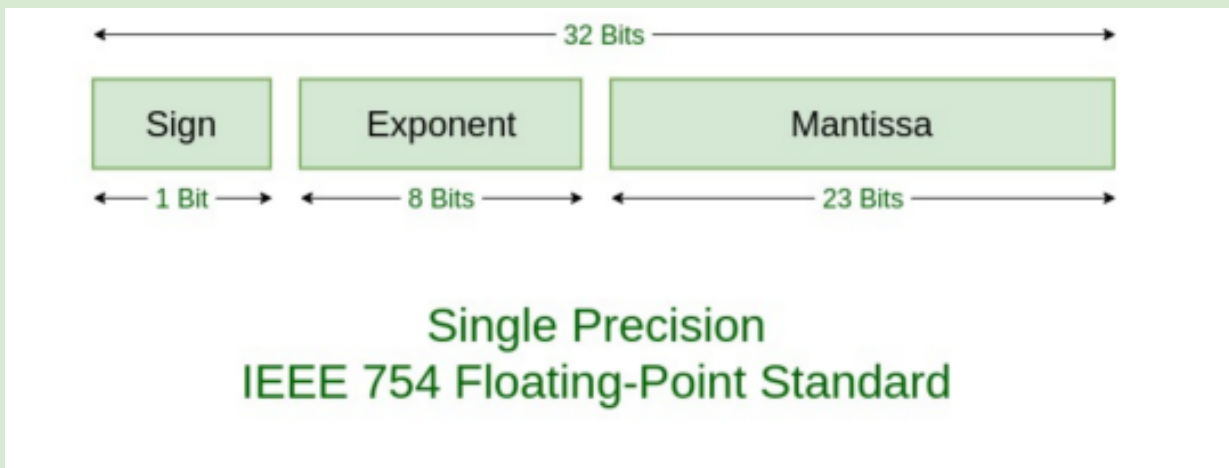 32 Bits
Sign Exponent Mantissa
1 Bit 8 Bits 23 Bits
Single Precision
IEEE 754 Floating-Point Standard